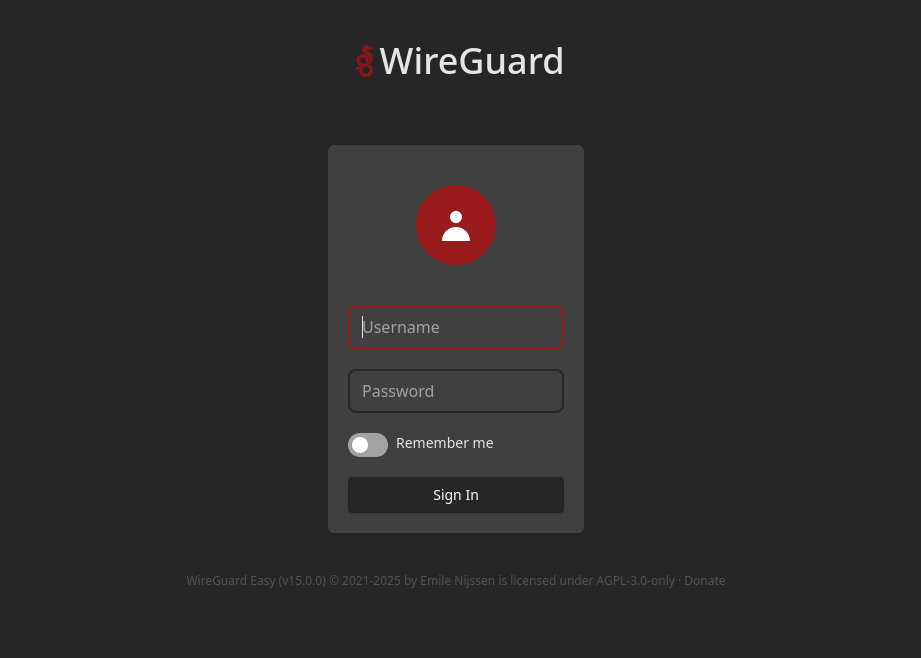 WireGuard
Username
Password
Remember me
Sign In
WireGuard Easy (v15.0.0) © 2021-2025 by Emile Nijssen is licensed under AGPL-3.0-only · Donate